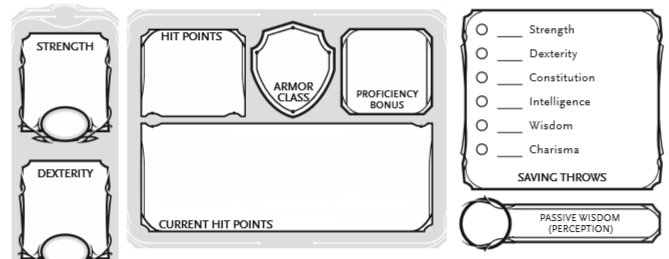 STRENGTH
DEXTERITY
HIT POINTS
ARMOR
CLASS
PROFICIENCY
BONUS
CURRENT HIT POINTS
Strength
Dexterity
Constitution
Intelligence
Wisdom
Charisma
SAVING THROWS
PASSIVE WISDOM
(PERCEPTION)